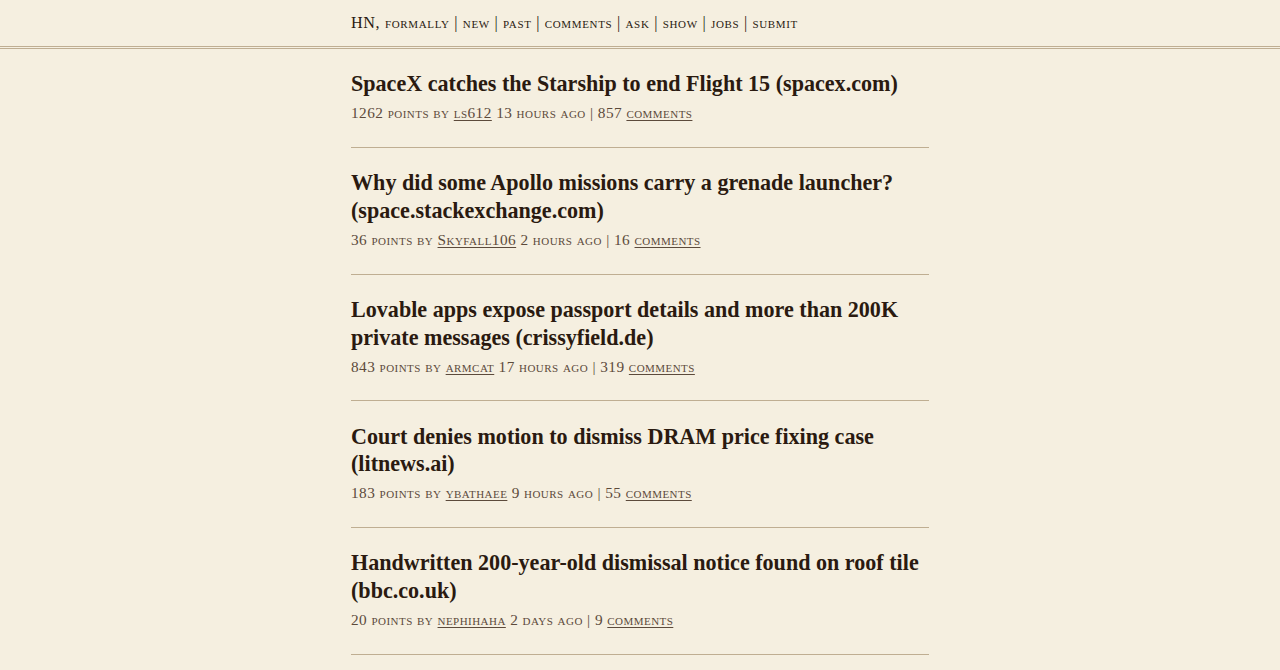 HN, formally | new | past | comments | ask | show | jobs | submit
SpaceX catches the Starship to end Flight 15 (spacex.com)
1262 points by ls612 13 hours ago | 857 comments
Why did some Apollo missions carry a grenade launcher?
(space.stackexchange.com)
36 points by Skyfall106 2 hours ago | 16 comments
Lovable apps expose passport details and more than 200K
private messages (crissyfield.de)
843 points by armcat 17 hours ago | 319 comments
Court denies motion to dismiss DRAM price fixing case
(litnews.ai)
183 points by ybathaee 9 hours ago | 55 comments
Handwritten 200-year-old dismissal notice found on roof tile
(bbc.co.uk)
20 points by nephihaha 2 days ago | 9 comments